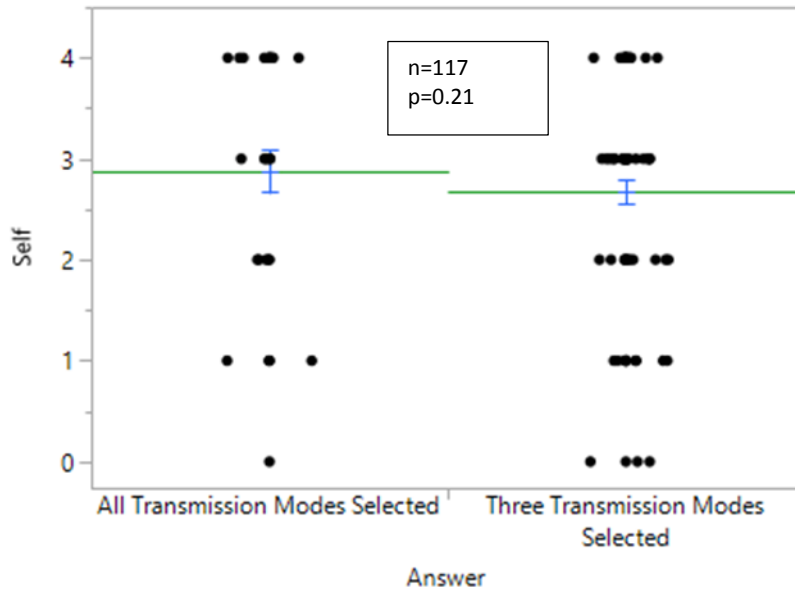 4
n=117
p=0.21
3
Self
2
1
0
All Transmission Modes Selected
Three Transmission Modes
Selected
Answer